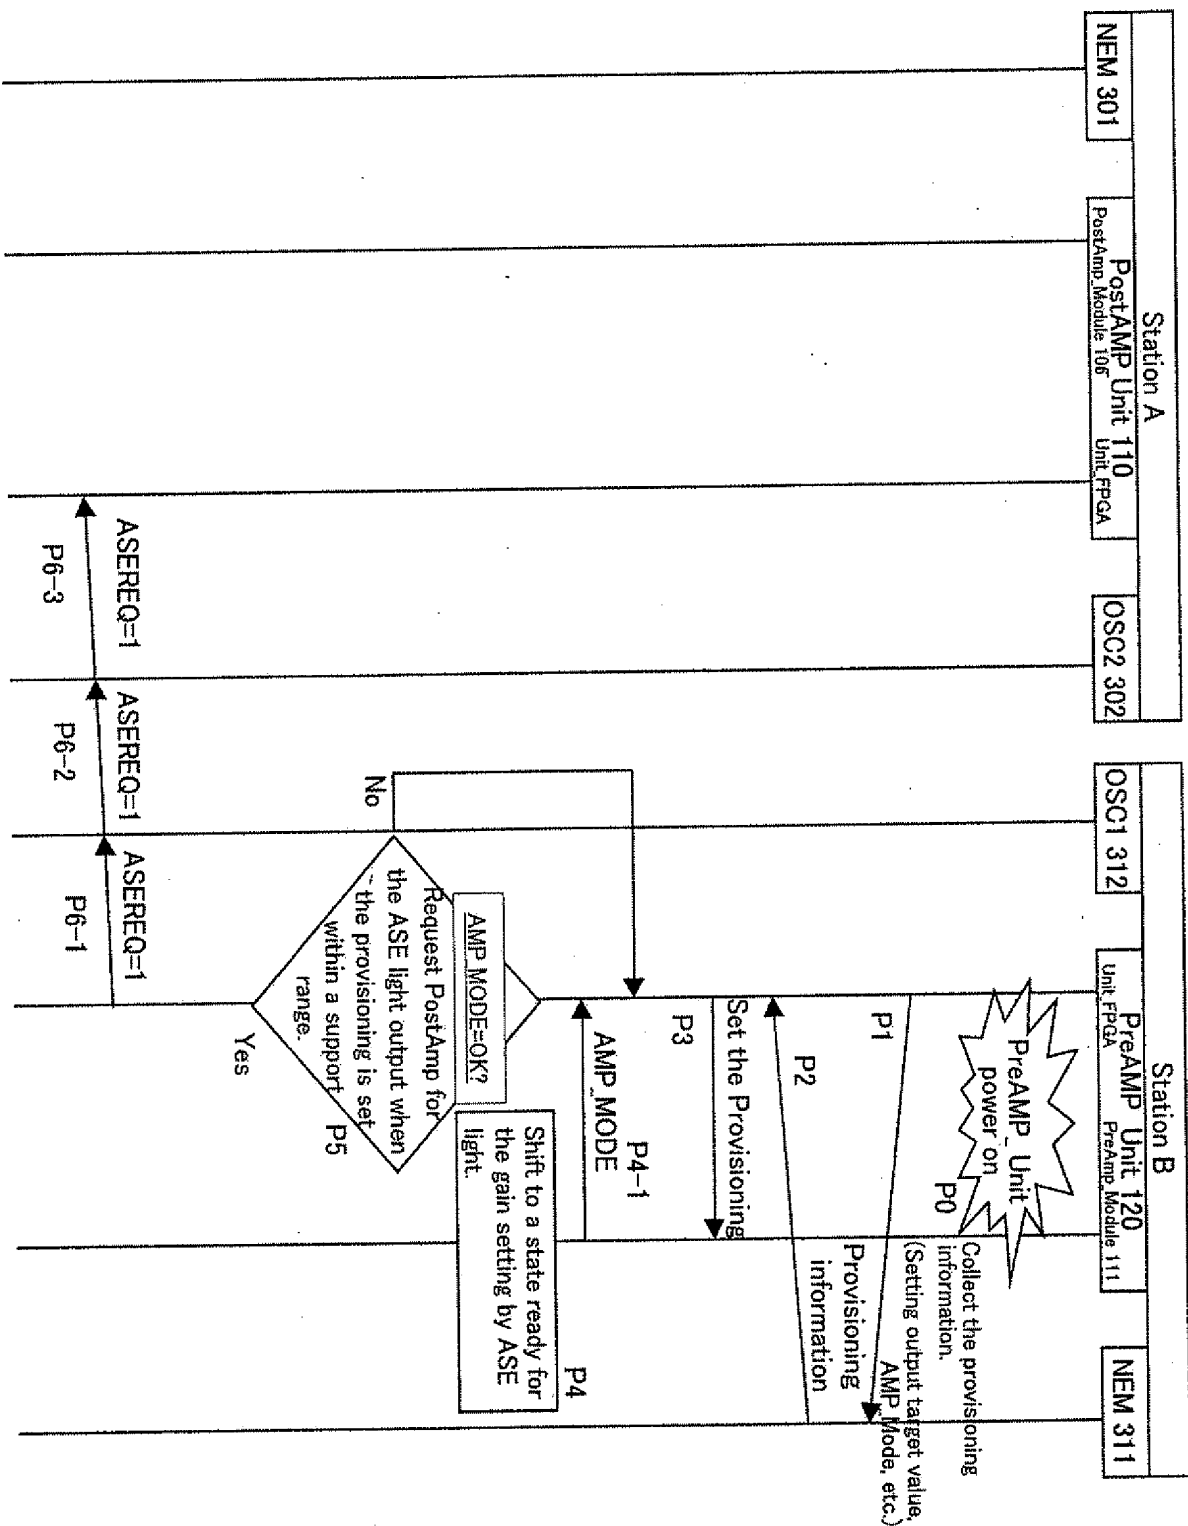 Station A
NEM 301
PostAMP_Unit 110
PostAmp_Module 106
Unit_FPGA
OSC2 302
Station B
OSC1 312
PreAMP_Unit 120
Unit_FPGA
PreAmp_Module 111
NEM 311
PreAMP_Unit
power on
P0
Collect the provisioning
information.
(Setting output target value,
AMP_Mode, etc.)
P1
Provisioning
information
P2
Set the Provisioning
P3
P4-1
AMP_MODE
P4
Shift to a state ready for
the gain setting by ASE
light.
AMP_MODE=OK?
Request PostAmp for
the ASE light output when
the provisioning is set
within a support
range.
P5
No
Yes
ASEREQ=1
P6-1
ASEREQ=1
P6-2
ASEREQ=1
P6-3